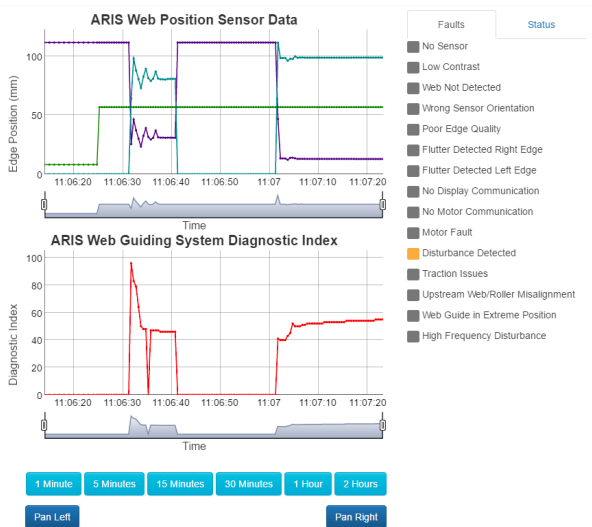 ARIS Web Position Sensor Data
Edge Position (mm)
100
50
0
11:06:20 11:06:30 11:06:40 11:06:50 11:07 11:07:10 11:07:20
Time
ARIS Web Guiding System Diagnostic Index
Diagnostic Index
100
80
60
40
20
0
11:06:20 11:06:30 11:06:40 11:06:50 11:07 11:07:10 11:07:20
Time
1 Minute 5 Minutes 15 Minutes 30 Minutes 1 Hour 2 Hours
Pan Left Pan Right
Faults Status
No Sensor
Low Contrast
Web Not Detected
Wrong Sensor Orientation
Poor Edge Quality
Flutter Detected Right Edge
Flutter Detected Left Edge
No Display Communication
No Motor Communication
Motor Fault
Disturbance Detected
Traction Issues
Upstream Web/Roller Misalignment
Web Guide in Extreme Position
High Frequency Disturbance